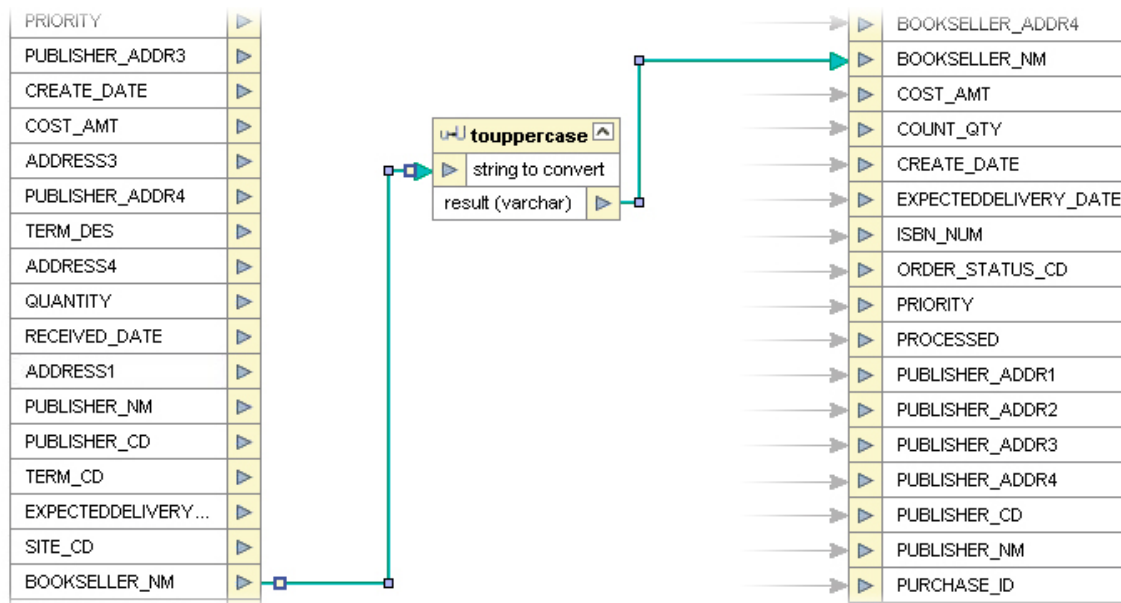 PRIORITY
PUBLISHER_ADDR3
CREATE_DATE
COST_AMT
ADDRESS3
PUBLISHER_ADDR4
TERM_DES
ADDRESS4
QUANTITY
RECEIVED_DATE
ADDRESS1
PUBLISHER_NM
PUBLISHER_CD
TERM_CD
EXPECTEDDELIVERY...
SITE_CD
BOOKSELLER_NM
u→U touppercase
string to convert
result (varchar)
BOOKSELLER_ADDR4
BOOKSELLER_NM
COST_AMT
COUNT_QTY
CREATE_DATE
EXPECTEDDELIVERY_DATE
ISBN_NUM
ORDER_STATUS_CD
PRIORITY
PROCESSED
PUBLISHER_ADDR1
PUBLISHER_ADDR2
PUBLISHER_ADDR3
PUBLISHER_ADDR4
PUBLISHER_CD
PUBLISHER_NM
PURCHASE_ID